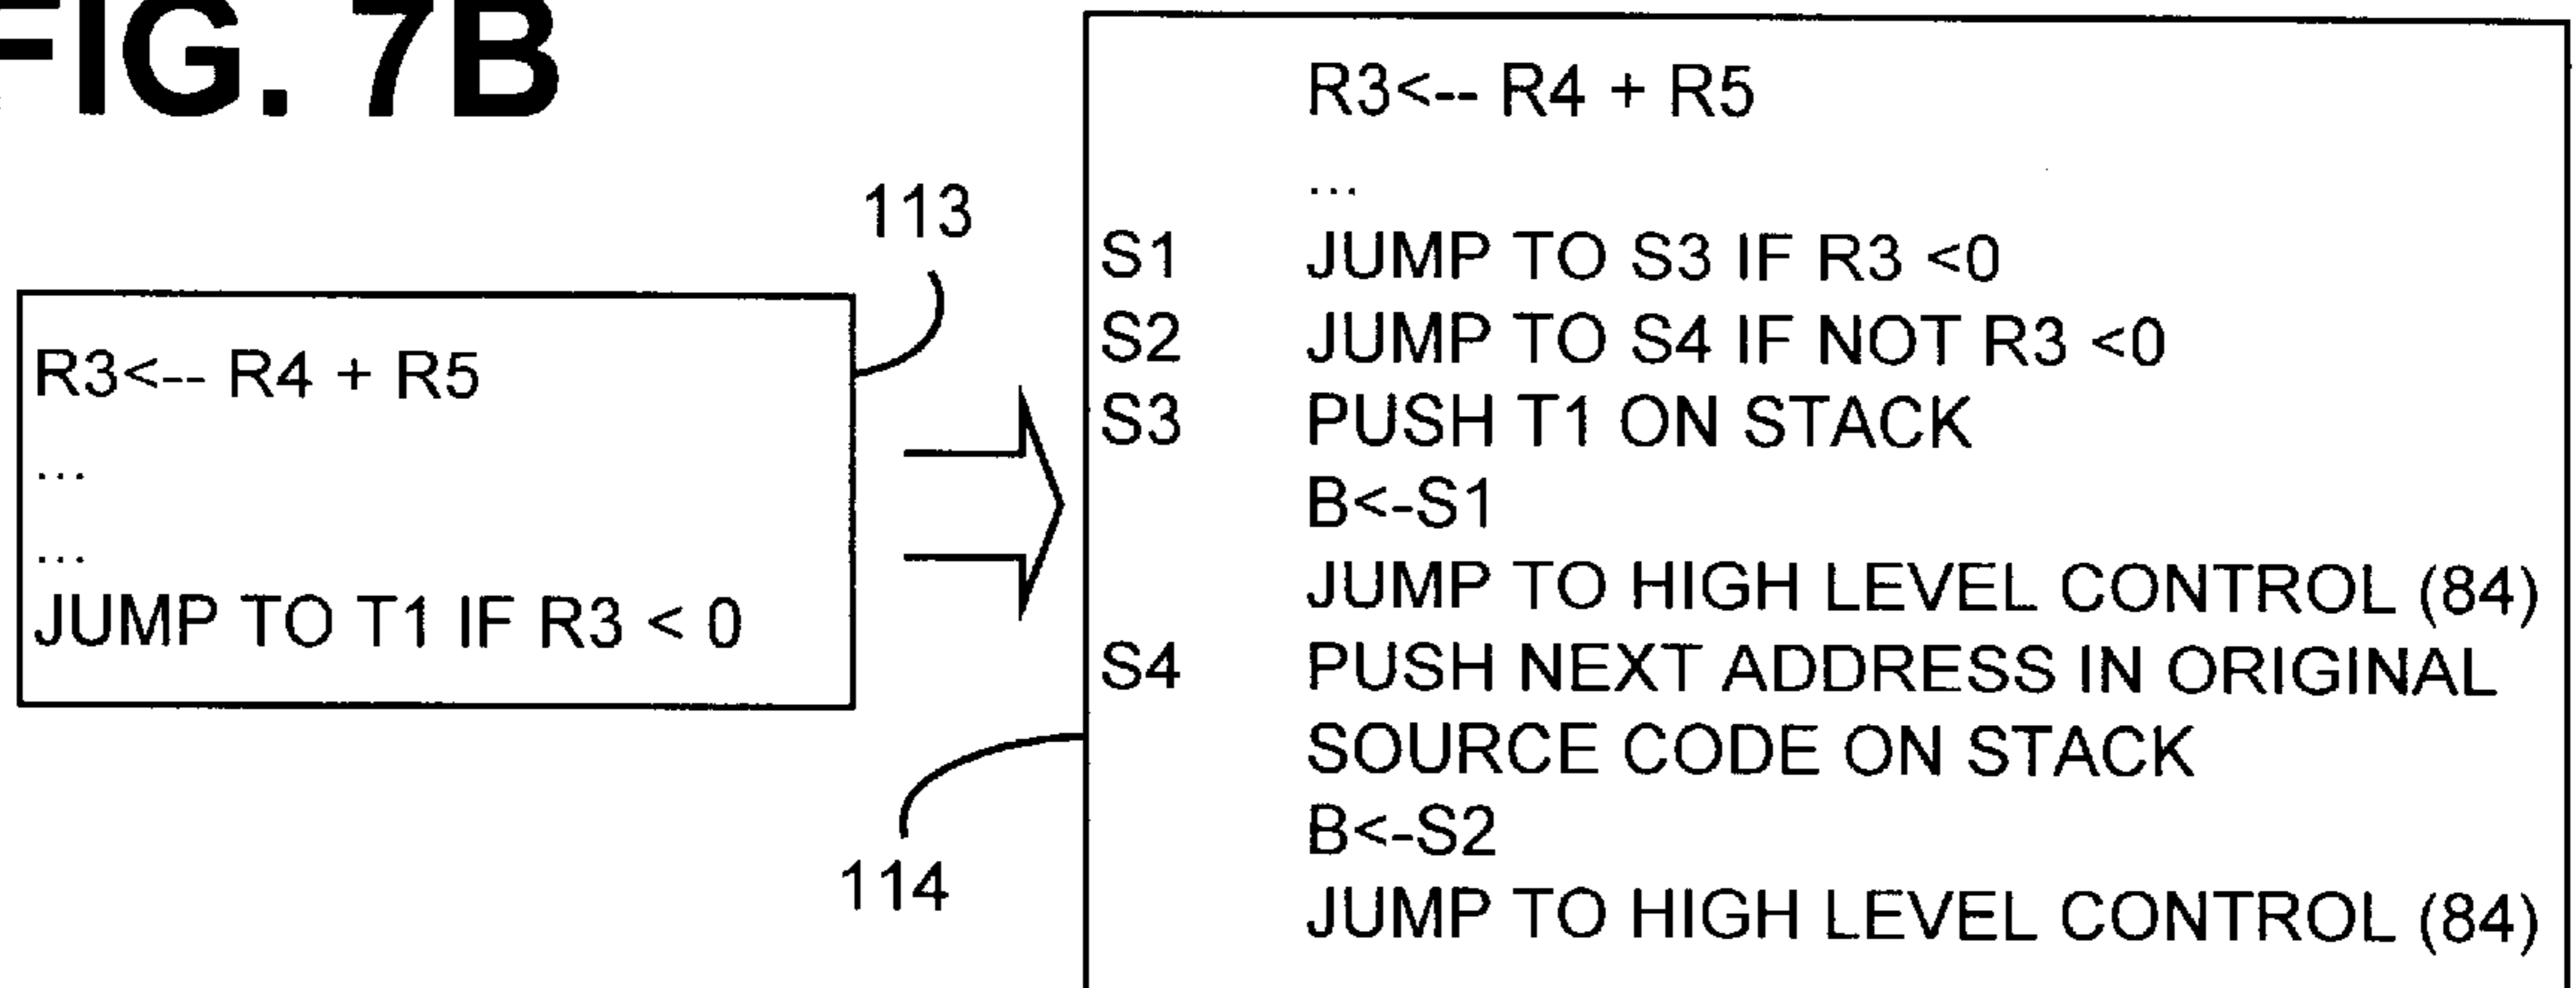 FIG. 7B
113
R3<-- R4 + R5
...
...
JUMP TO T1 IF R3 < 0
R3<-- R4 + R5
...
S1 JUMP TO S3 IF R3 <0
S2 JUMP TO S4 IF NOT R3 <0
S3 PUSH T1 ON STACK
B<-S1
JUMP TO HIGH LEVEL CONTROL (84)
S4 PUSH NEXT ADDRESS IN ORIGINAL
SOURCE CODE ON STACK
B<-S2
JUMP TO HIGH LEVEL CONTROL (84)
114